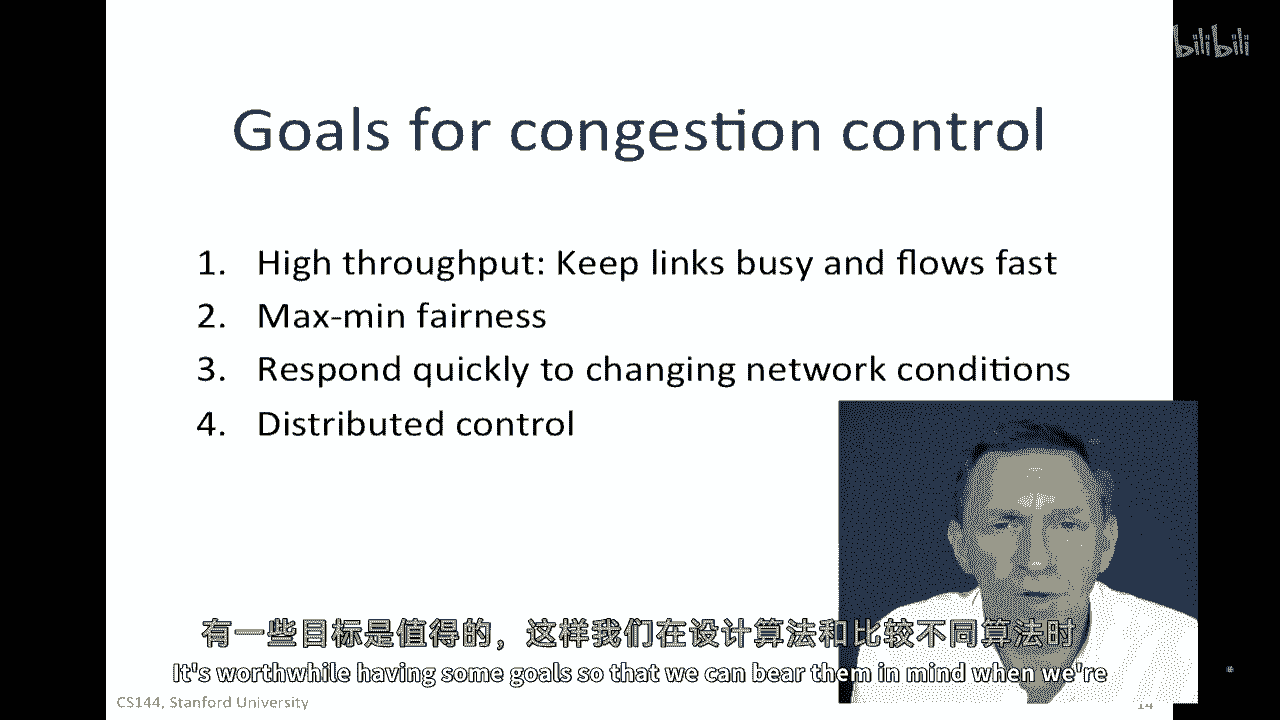 bilibili
Goals for congestion control
1. High throughput: Keep links busy and flows fast
2. Max-min fairness
3. Respond quickly to changing network conditions
4. Distributed control
有一些目标是值得的，这样我们在设计算法和比较不同算法时
It's worthwhile having some goals so that we can bear them in mind when we're
CS144, Stanford University
14